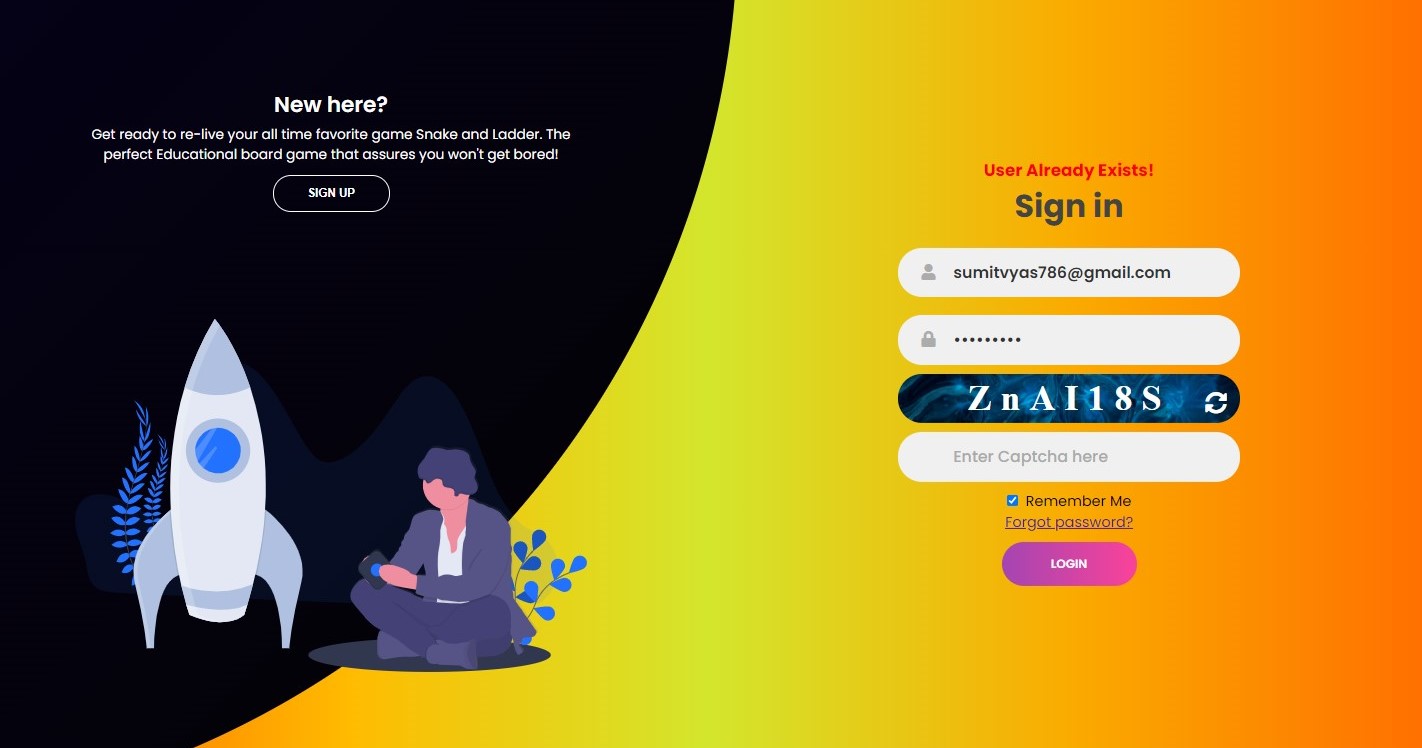 New here?
Get ready to re-live your all time favorite game Snake and Ladder. The
perfect Educational board game that assures you won't get bored!
SIGN UP
User Already Exists!
Sign in
sumitvyas786@gmail.com
•••••••••
ZnAI18S
Enter Captcha here
Remember Me
Forgot password?
LOGIN